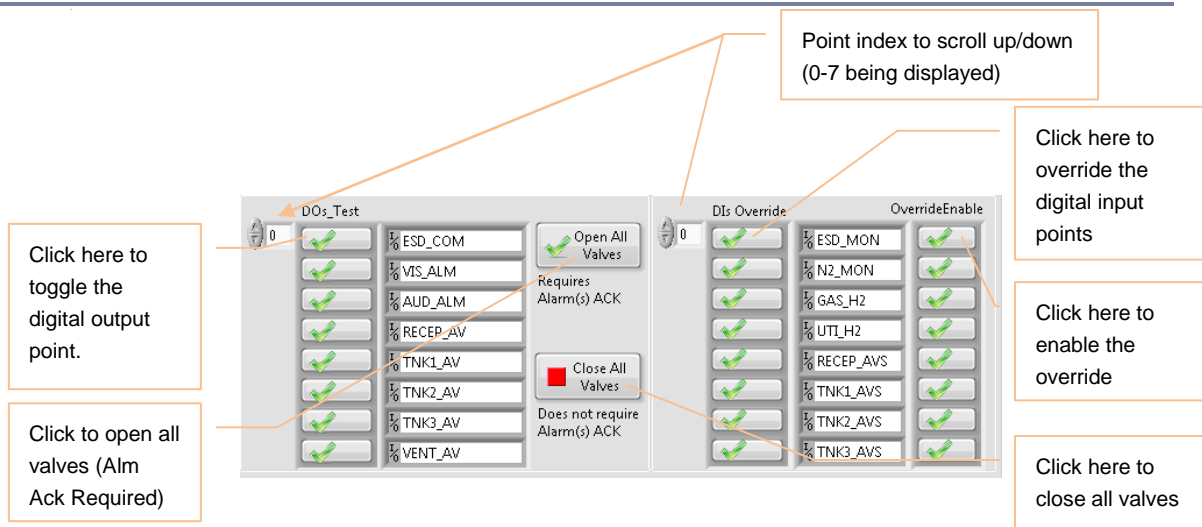 Point index to scroll up/down
(0-7 being displayed)
Click here to
override the
digital input
points
Click here to
toggle the
digital output
point.
Click here to
enable the
override
Click to open all
valves (Alm
Ack Required)
Click here to
close all valves
DOs_Test
0
ESD_COM
VIS_ALM
AUD_ALM
RECEP_AV
TNK1_AV
TNK2_AV
TNK3_AV
VENT_AV
Open All
Valves
Requires
Alarm(s) ACK
Close All
Valves
Does not require
Alarm(s) ACK
DIs Override
OverrideEnable
0
ESD_MON
N2_MON
GAS_H2
UTI_H2
RECEP_AVS
TNK1_AVS
TNK2_AVS
TNK3_AVS